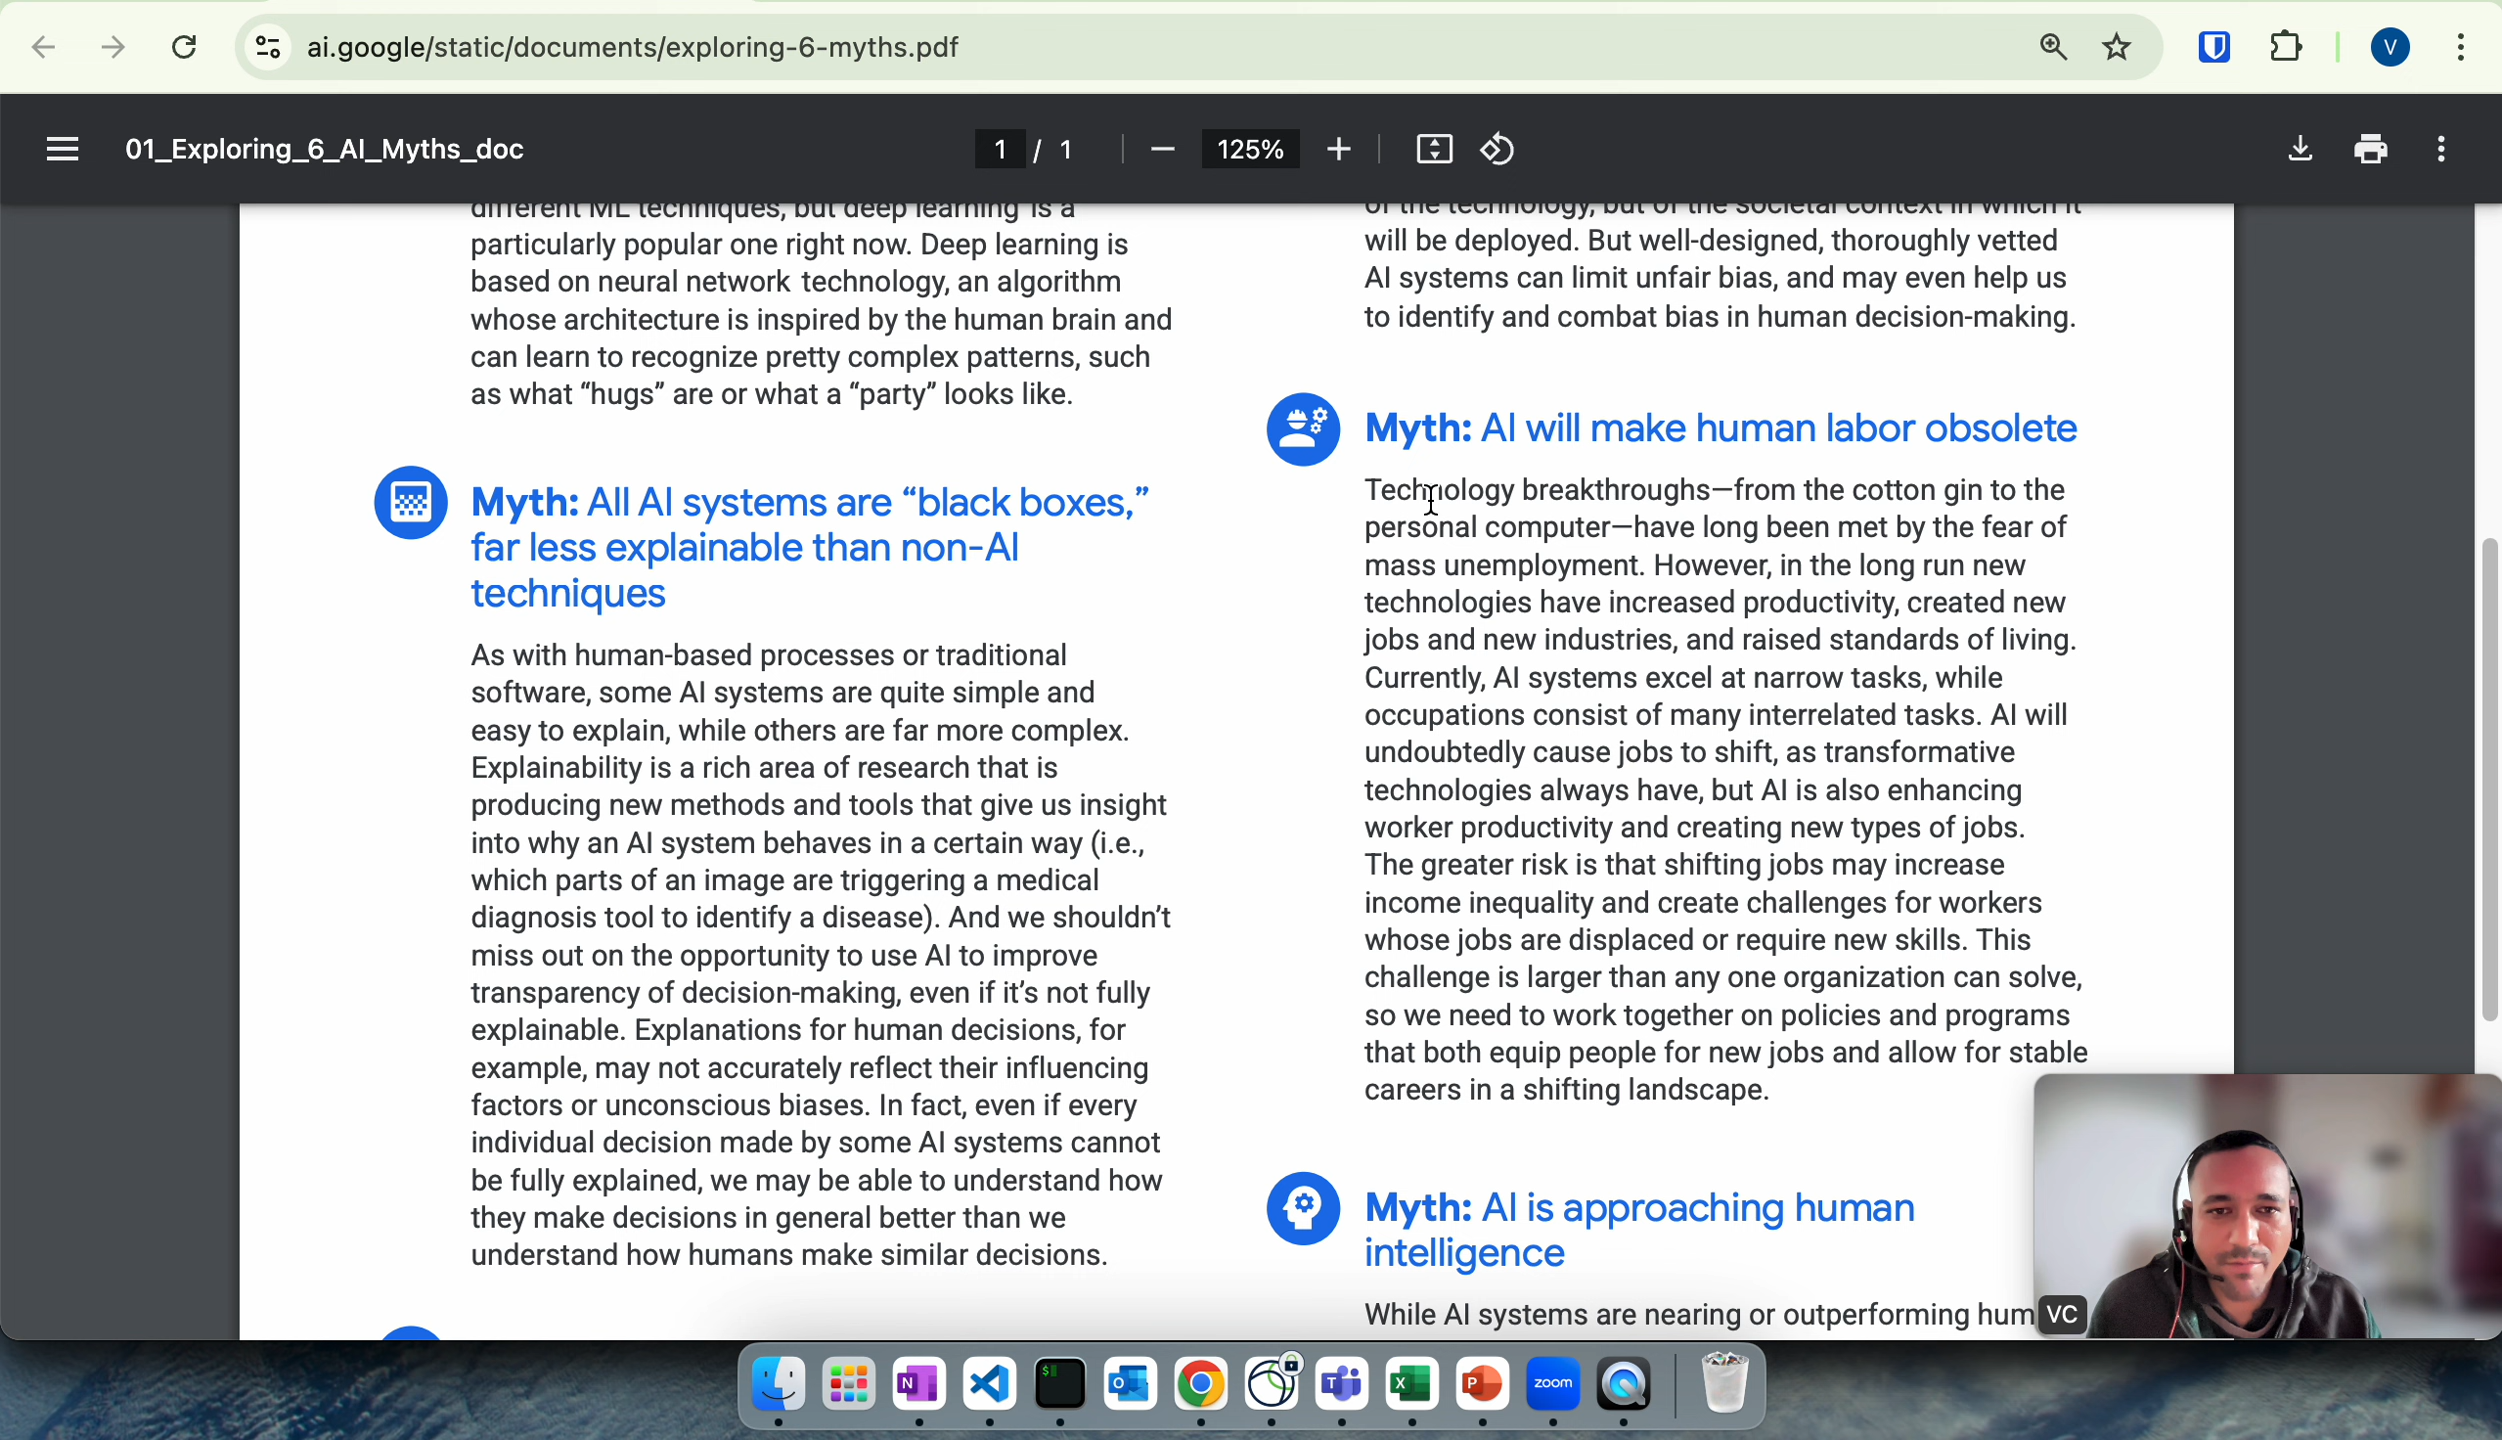 ai.google/static/documents/exploring-6-myths.pdf
V
01_Exploring_6_AI_Myths_doc
1 / 1
125%
different ML techniques, but deep learning is a
particularly popular one right now. Deep learning is
based on neural network technology, an algorithm
whose architecture is inspired by the human brain and
can learn to recognize pretty complex patterns, such
as what “hugs” are or what a “party” looks like.
Myth: All AI systems are “black boxes,”
far less explainable than non-AI
techniques
As with human-based processes or traditional
software, some AI systems are quite simple and
easy to explain, while others are far more complex.
Explainability is a rich area of research that is
producing new methods and tools that give us insight
into why an AI system behaves in a certain way (i.e.,
which parts of an image are triggering a medical
diagnosis tool to identify a disease). And we shouldn’t
miss out on the opportunity to use AI to improve
transparency of decision-making, even if it’s not fully
explainable. Explanations for human decisions, for
example, may not accurately reflect their influencing
factors or unconscious biases. In fact, even if every
individual decision made by some AI systems cannot
be fully explained, we may be able to understand how
they make decisions in general better than we
understand how humans make similar decisions.
of the technology, but of the societal context in which it
will be deployed. But well-designed, thoroughly vetted
AI systems can limit unfair bias, and may even help us
to identify and combat bias in human decision-making.
Myth: AI will make human labor obsolete
Technology breakthroughs—from the cotton gin to the
personal computer—have long been met by the fear of
mass unemployment. However, in the long run new
technologies have increased productivity, created new
jobs and new industries, and raised standards of living.
Currently, AI systems excel at narrow tasks, while
occupations consist of many interrelated tasks. AI will
undoubtedly cause jobs to shift, as transformative
technologies always have, but AI is also enhancing
worker productivity and creating new types of jobs.
The greater risk is that shifting jobs may increase
income inequality and create challenges for workers
whose jobs are displaced or require new skills. This
challenge is larger than any one organization can solve,
so we need to work together on policies and programs
that both equip people for new jobs and allow for stable
careers in a shifting landscape.
Myth: AI is approaching human
intelligence
While AI systems are nearing or outperforming hum
VC
N
$
O
T
X
P
zoom